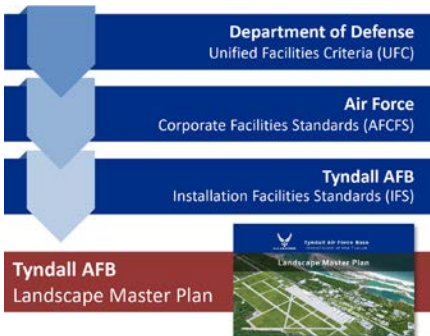 Department of Defense
Unified Facilities Criteria (UFC)
Air Force
Corporate Facilities Standards (AFCFS)
Tyndall AFB
Installation Facilities Standards (IFS)
Tyndall AFB
Landscape Master Plan
Tyndall Air Force Base
Landscape Master Plan